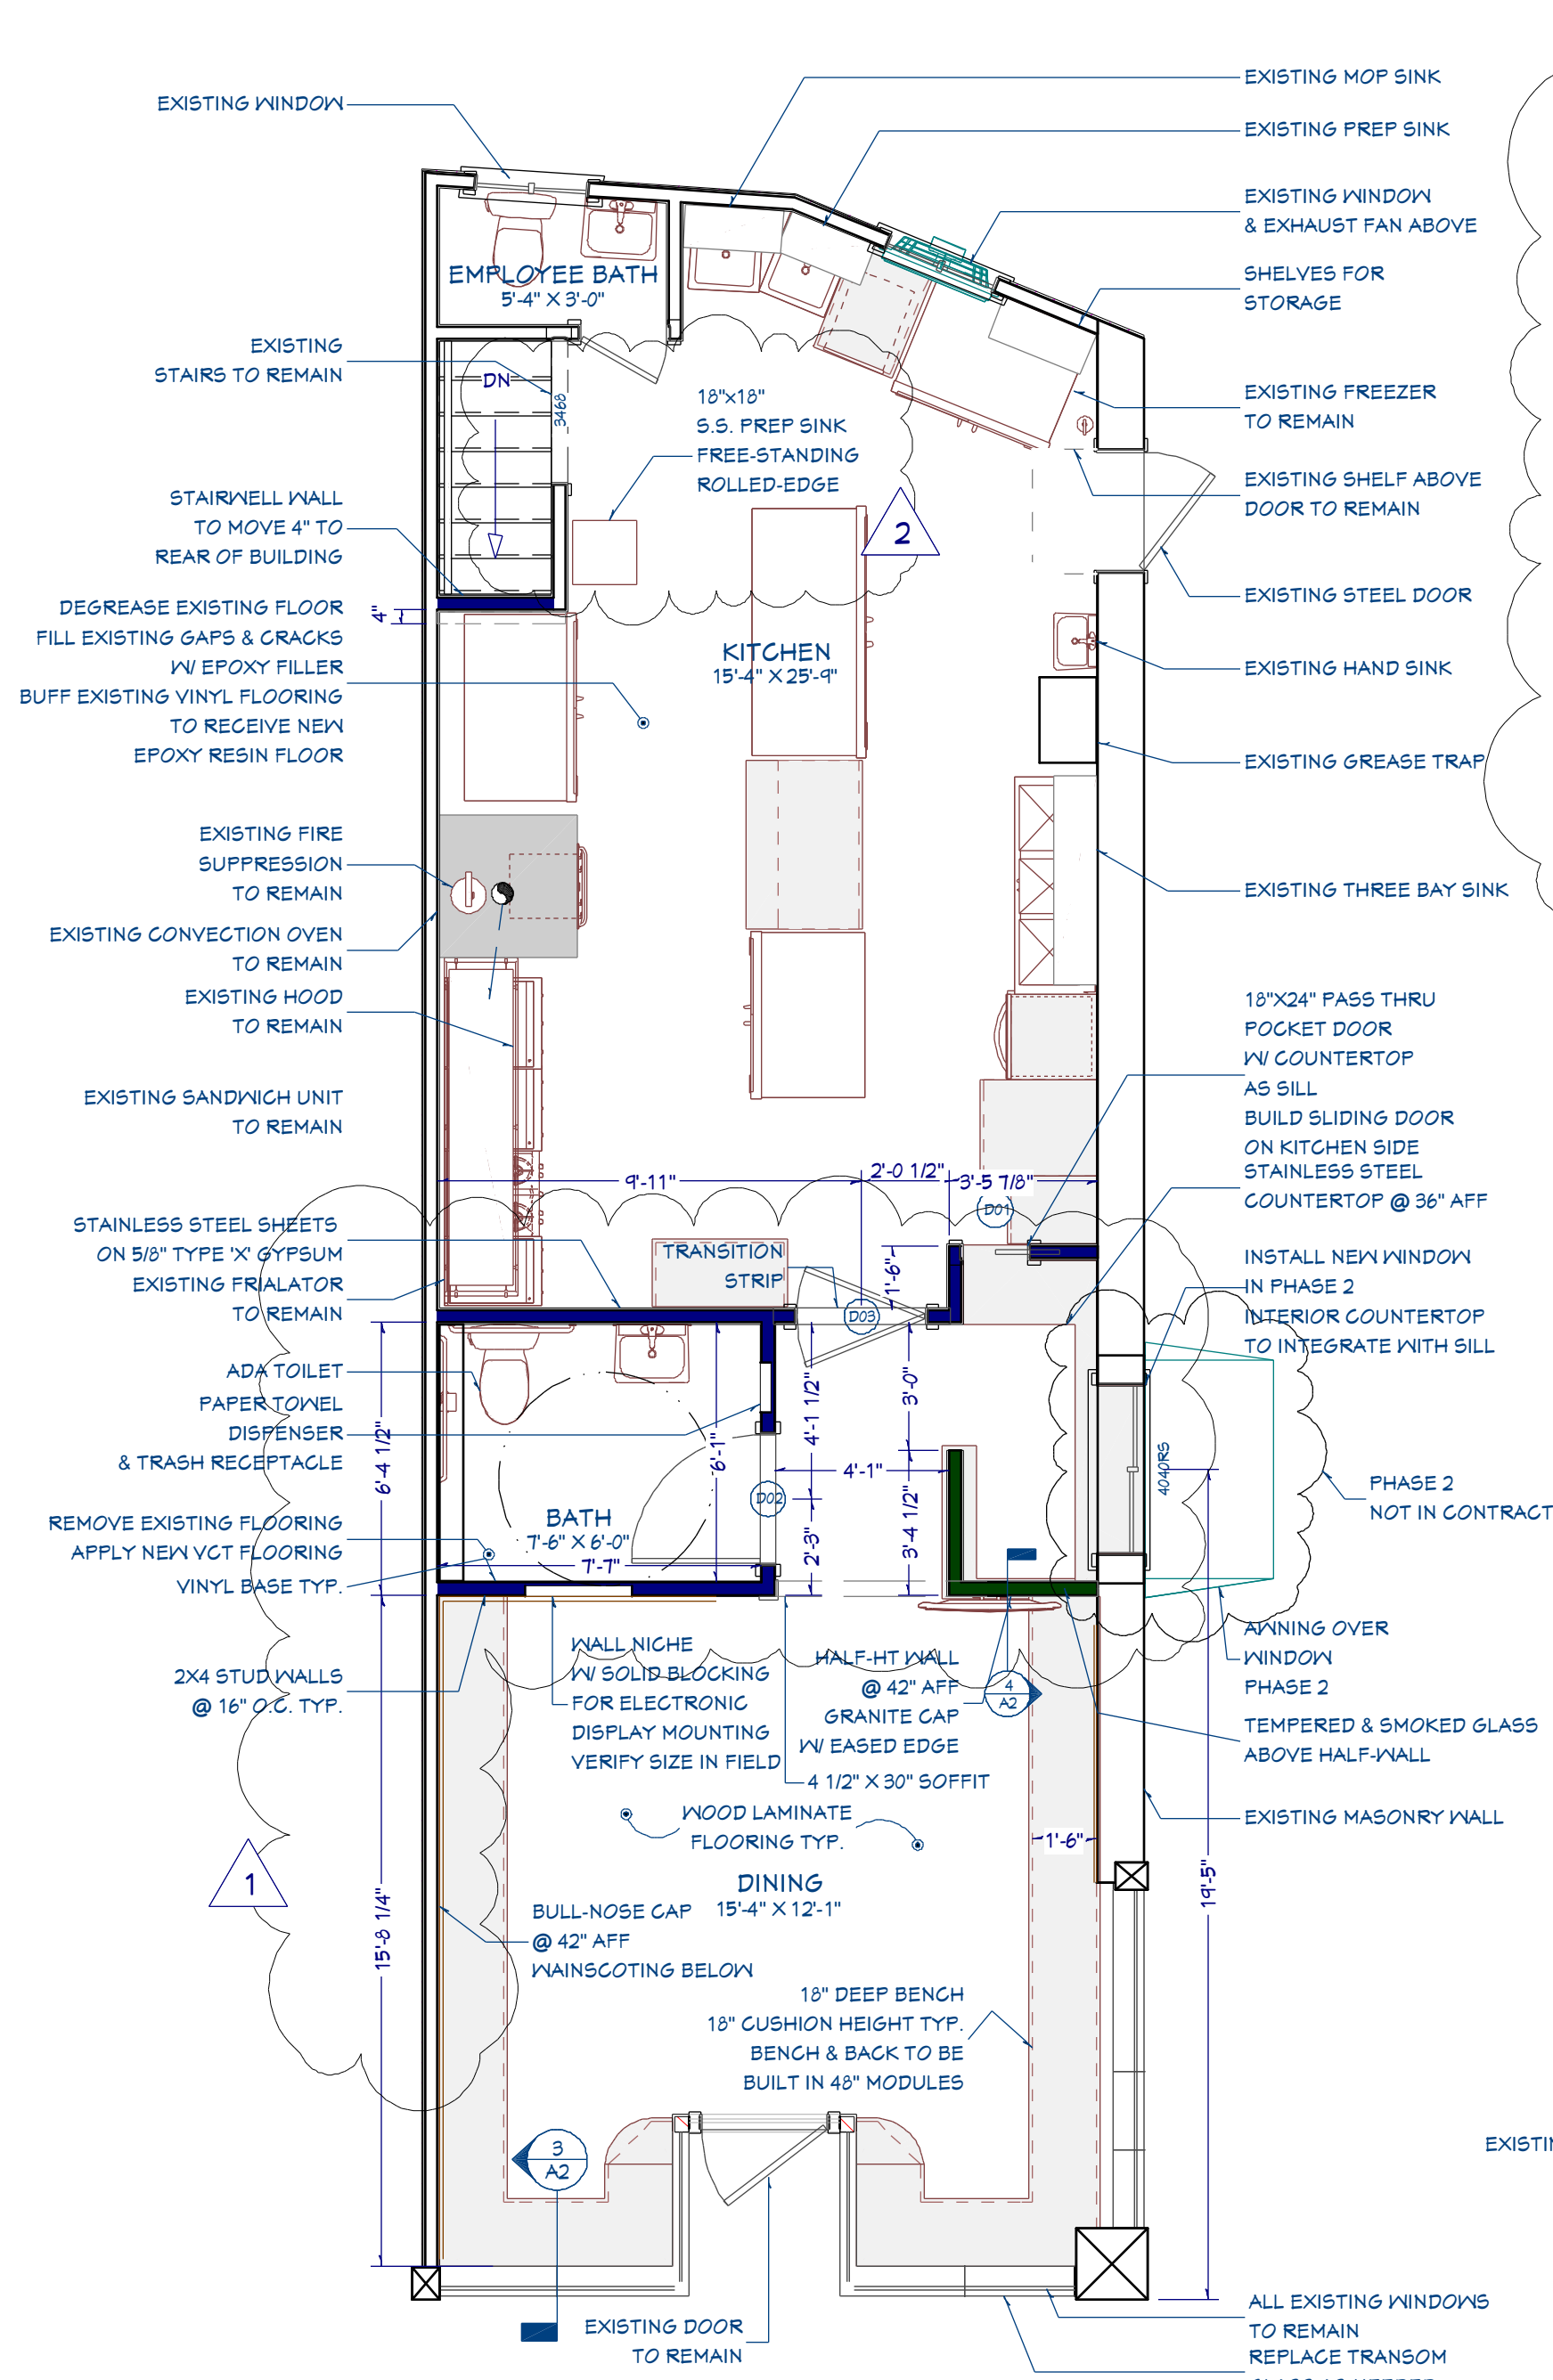 EXISTING MOP SINK
EXISTING WINDOW
EXISTING PREP SINK
EXISTING WINDOW
& EXHAUST FAN ABOVE
EMPLOYEE BATH
5'-4" X 3'-0"
SHELVES FOR
STORAGE
EXISTING
STAIRS TO REMAIN
DN
3468
18"x18"
S.S. PREP SINK
FREE-STANDING
ROLLED-EDGE
EXISTING FREEZER
TO REMAIN
EXISTING SHELF ABOVE
DOOR TO REMAIN
STAIRWELL WALL
TO MOVE 4" TO
REAR OF BUILDING
2
EXISTING STEEL DOOR
DEGREASE EXISTING FLOOR
FILL EXISTING GAPS & CRACKS
W/ EPOXY FILLER
BUFF EXISTING VINYL FLOORING
TO RECEIVE NEW
EPOXY RESIN FLOOR
4"
KITCHEN
15'-4" X 25'-9"
EXISTING HAND SINK
EXISTING GREASE TRAP
EXISTING FIRE
SUPPRESSION
TO REMAIN
EXISTING THREE BAY SINK
EXISTING CONVECTION OVEN
TO REMAIN
EXISTING HOOD
TO REMAIN
18"X24" PASS THRU
POCKET DOOR
W/ COUNTERTOP
AS SILL
BUILD SLIDING DOOR
ON KITCHEN SIDE
EXISTING SANDWICH UNIT
TO REMAIN
STAINLESS STEEL
COUNTERTOP @ 36" AFF
9'-11"
2'-0 1/2"
3'-5 7/8"
D01
STAINLESS STEEL SHEETS
ON 5/8" TYPE 'X' GYPSUM
EXISTING FRIALATOR
TO REMAIN
TRANSITION
STRIP
1'-6"
D03
INSTALL NEW WINDOW
IN PHASE 2
INTERIOR COUNTERTOP
TO INTEGRATE WITH SILL
ADA TOILET
PAPER TOWEL
DISPENSER
& TRASH RECEPTACLE
6'-4 1/2"
6'-1"
4'-1 1/2"
3'-0"
4'-1"
D02
2'-3"
3'-4 1/2"
4040RS
PHASE 2
NOT IN CONTRACT
BATH
7'-6" X 6'-0"
7'-7"
REMOVE EXISTING FLOORING
APPLY NEW VCT FLOORING
VINYL BASE TYP.
2X4 STUD WALLS
@ 16" O.C. TYP.
WALL NICHE
W/ SOLID BLOCKING
FOR ELECTRONIC
DISPLAY MOUNTING
VERIFY SIZE IN FIELD
HALF-HT WALL
@ 42" AFF
GRANITE CAP
W/ EASED EDGE
4
A2
AWNING OVER
WINDOW
PHASE 2
TEMPERED & SMOKED GLASS
ABOVE HALF-WALL
4 1/2" X 30" SOFFIT
WOOD LAMINATE
FLOORING TYP.
EXISTING MASONRY WALL
1'-6"
1
DINING
15'-4" X 12'-1"
19'-5"
15'-8 1/4"
BULL-NOSE CAP
@ 42" AFF
WAINSCOTING BELOW
18" DEEP BENCH
18" CUSHION HEIGHT TYP.
BENCH & BACK TO BE
BUILT IN 48" MODULES
3
A2
EXISTING DOOR
TO REMAIN
ALL EXISTING WINDOWS
TO REMAIN
REPLACE TRANSOM